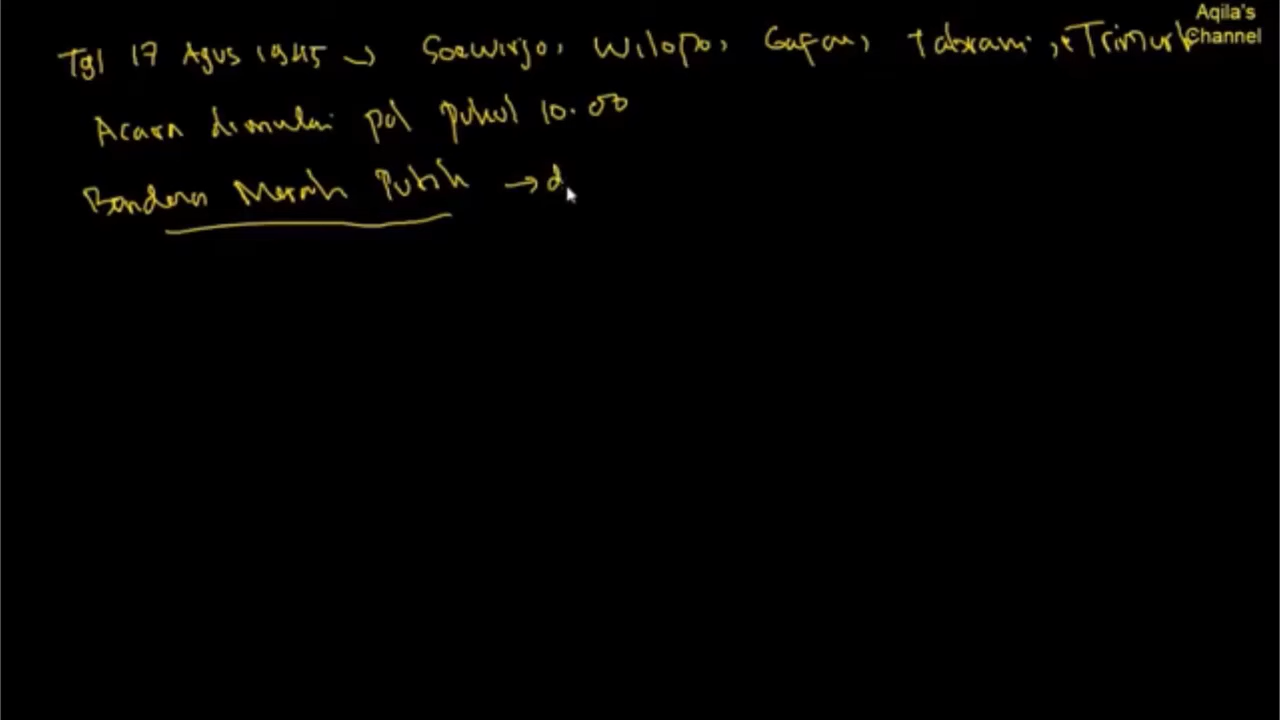 Tgl 17 Agus 1945 → Soewirjo, Wilopo, Gafar, Tabrani, + Trimurti
Aqila's
Channel
Acara dimulai pd pukul 10.00
Bendera Merah Putih → d